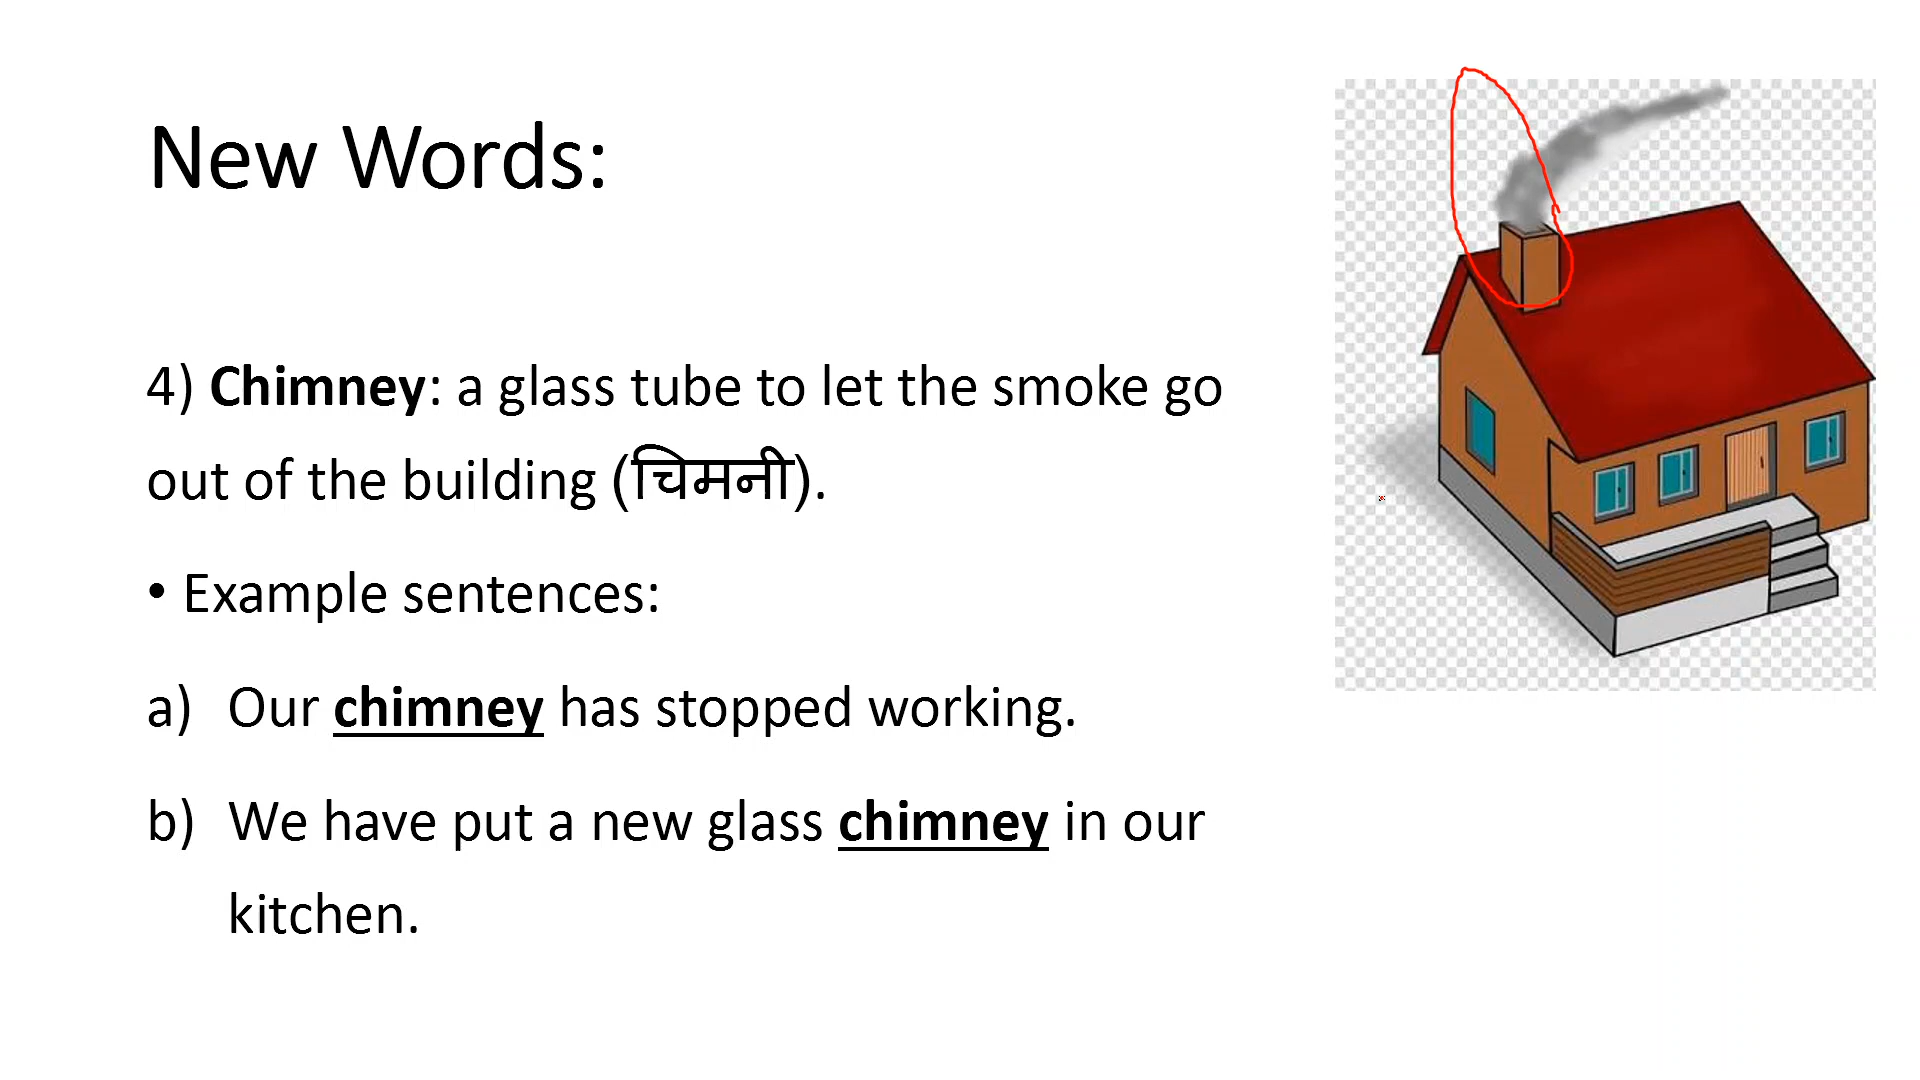 New Words:
4) Chimney: a glass tube to let the smoke go
out of the building (चिमनी).
• Example sentences:
a) Our chimney has stopped working.
b) We have put a new glass chimney in our
kitchen.